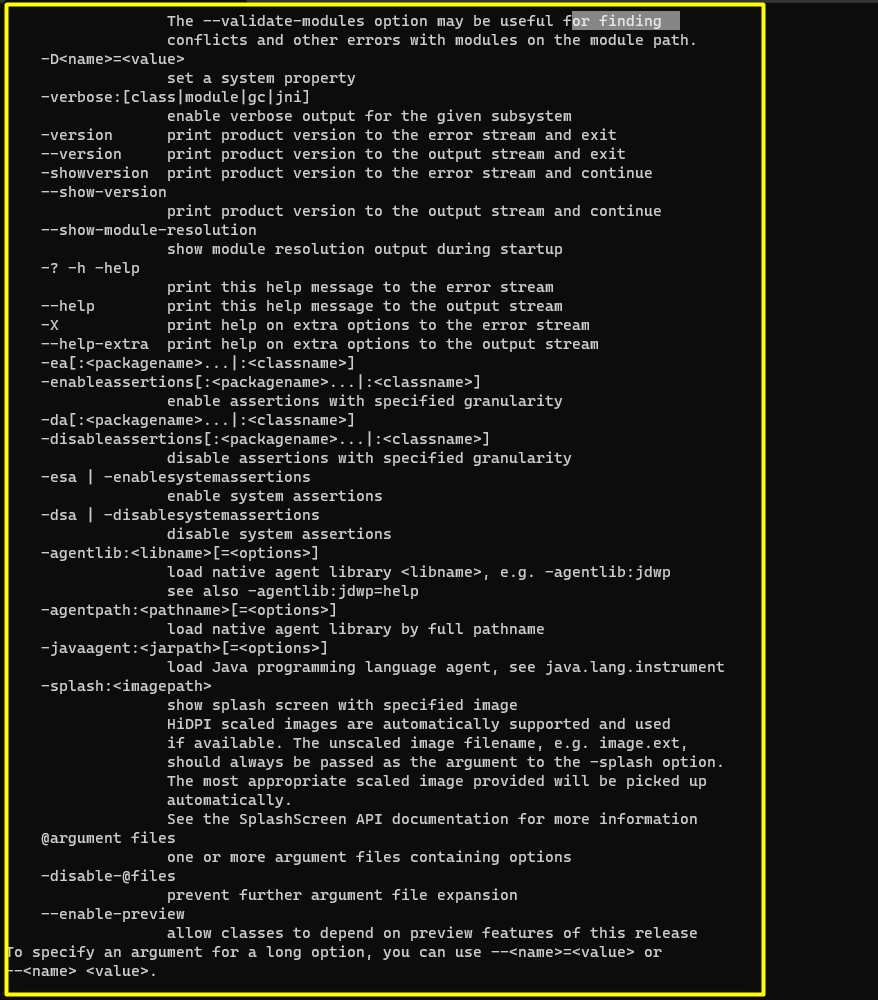 The --validate-modules option may be useful for finding
conflicts and other errors with modules on the module path.
-D<name>=<value>
set a system property
-verbose:[class|module|gc|jni]
enable verbose output for the given subsystem
-version      print product version to the error stream and exit
--version     print product version to the output stream and exit
-showversion  print product version to the error stream and continue
--show-version
print product version to the output stream and continue
--show-module-resolution
show module resolution output during startup
-? -h -help
print this help message to the error stream
--help        print this help message to the output stream
-X            print help on extra options to the error stream
--help-extra  print help on extra options to the output stream
-ea[:<packagename>...|:<classname>]
-enableassertions[:<packagename>...|:<classname>]
enable assertions with specified granularity
-da[:<packagename>...|:<classname>]
-disableassertions[:<packagename>...|:<classname>]
disable assertions with specified granularity
-esa | -enablesystemassertions
enable system assertions
-dsa | -disablesystemassertions
disable system assertions
-agentlib:<libname>[=<options>]
load native agent library <libname>, e.g. -agentlib:jdwp
see also -agentlib:jdwp=help
-agentpath:<pathname>[=<options>]
load native agent library by full pathname
-javaagent:<jarpath>[=<options>]
load Java programming language agent, see java.lang.instrument
-splash:<imagepath>
show splash screen with specified image
HiDPI scaled images are automatically supported and used
if available. The unscaled image filename, e.g. image.ext,
should always be passed as the argument to the -splash option.
The most appropriate scaled image provided will be picked up
automatically.
See the SplashScreen API documentation for more information
@argument files
one or more argument files containing options
-disable-@files
prevent further argument file expansion
--enable-preview
allow classes to depend on preview features of this release
To specify an argument for a long option, you can use --<name>=<value> or
--<name> <value>.